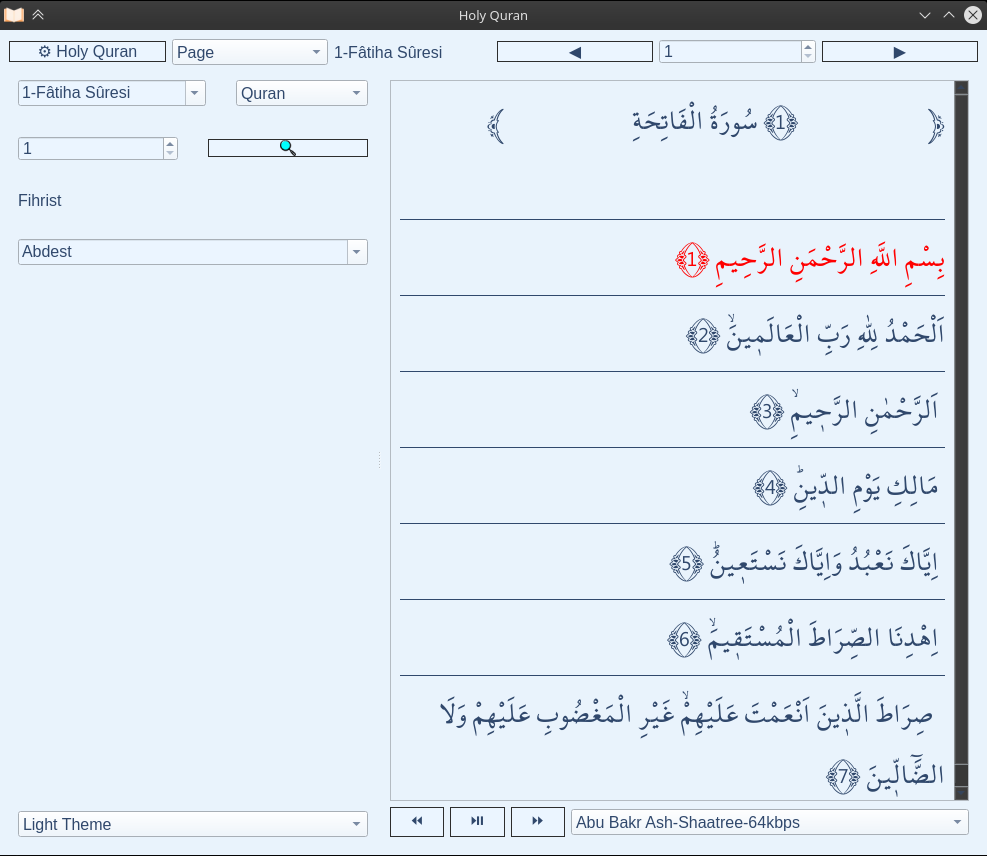 Holy Quran
⚙ Holy Quran
Page
1-Fâtiha Sûresi
◀
1
▶
1-Fâtiha Sûresi
Quran
1
Fihrist
Abdest
﴿1﴾ سُورَةُ الْفَاتِحَةِ
بِسْمِ اللَّهِ الرَّحْمَنِ الرَّحِيمِ ﴿1﴾
اَلْحَمْدُ لِلّٰهِ رَبِّ الْعَالَم۪ينَۙ ﴿2﴾
اَلرَّحْمٰنِ الرَّح۪يمِۙ ﴿3﴾
مَالِكِ يَوْمِ الدّ۪ينِۜ ﴿4﴾
اِيَّاكَ نَعْبُدُ وَاِيَّاكَ نَسْتَع۪ينُۜ ﴿5﴾
اِهْدِنَا الصِّرَاطَ الْمُسْتَق۪يمَۙ ﴿6﴾
صِرَاطَ الَّذ۪ينَ اَنْعَمْتَ عَلَيْهِمْۙ غَيْرِ الْمَغْضُوبِ عَلَيْهِمْ وَلَا
الضَّٓالّ۪ينَ ﴿7﴾
Light Theme
Abu Bakr Ash-Shaatree-64kbps